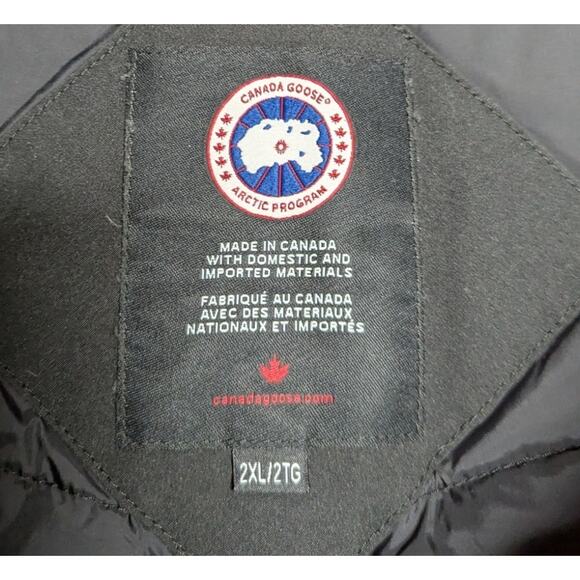 CANADA GOOSE®
ARCTIC PROGRAM
MADE IN CANADA
WITH DOMESTIC AND
IMPORTED MATERIALS
FABRIQUÉ AU CANADA
AVEC DES MATERIAUX
NATIONAUX ET IMPORTÉS
canadagoose.com
2XL/2TG